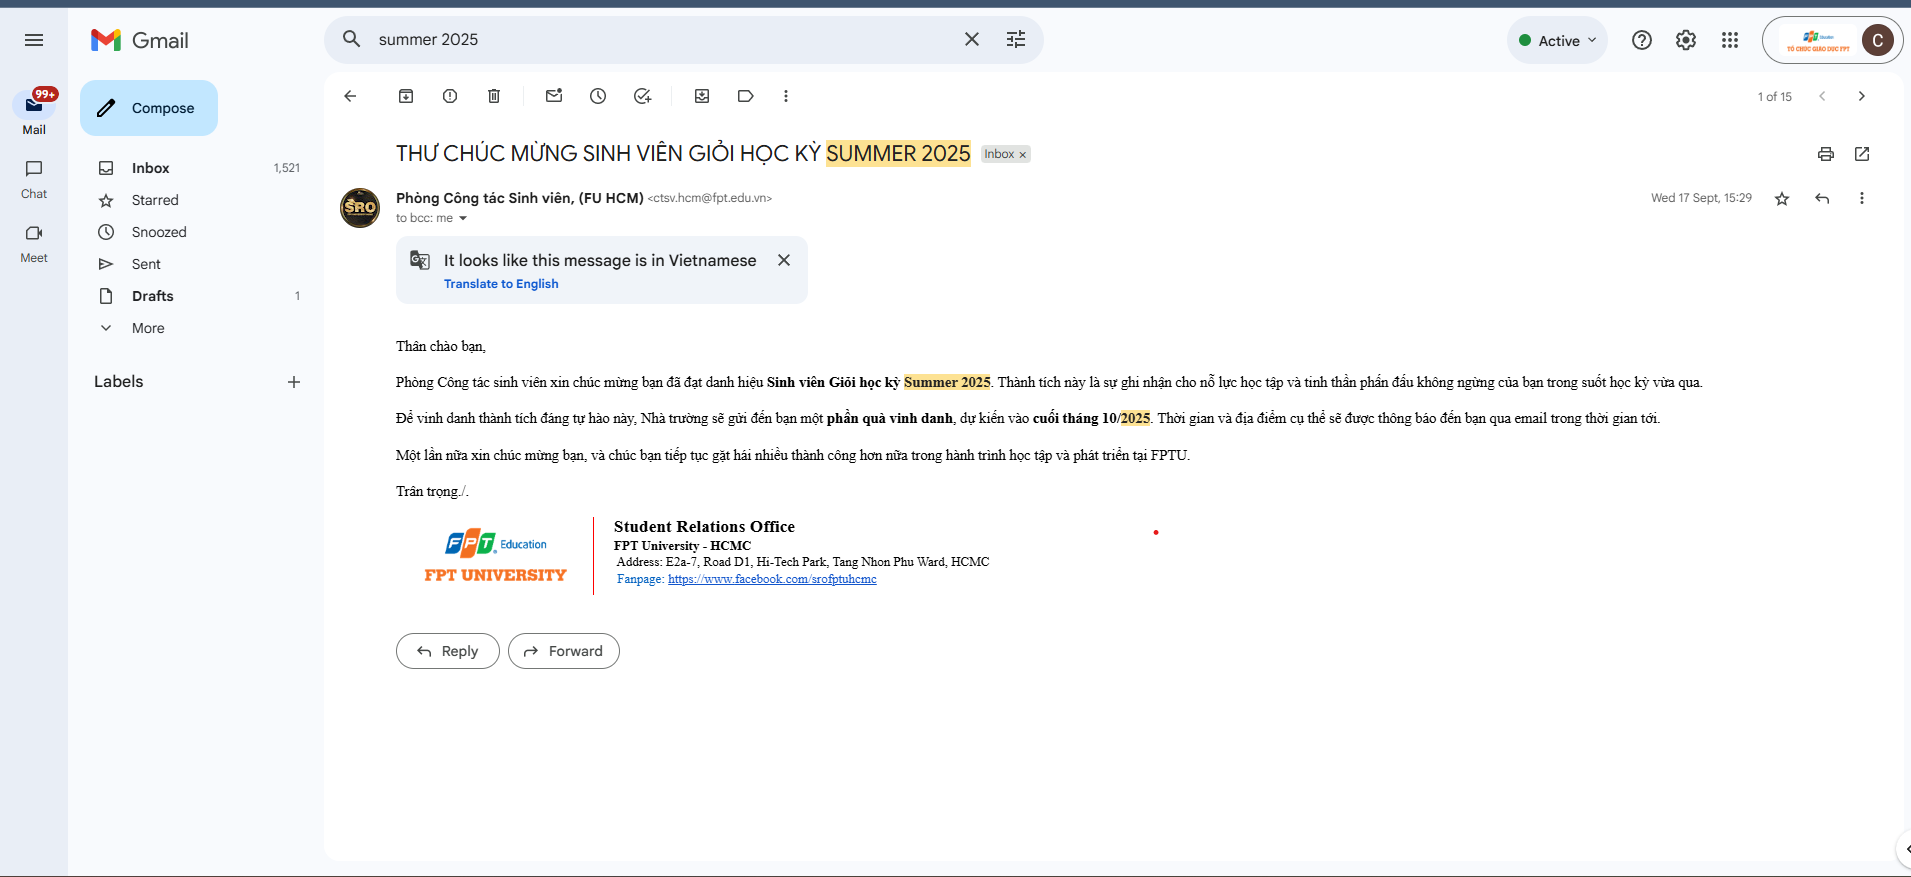 summer 2025
Gmail
Active
Education
TỔ CHỨC GIÁO DỤC FPT
C
99+
Mail
Chat
Meet
Compose
Inbox 1,521
Starred
Snoozed
Sent
Drafts 1
More
Labels
1 of 15
THƯ CHÚC MỪNG SINH VIÊN GIỎI HỌC KỲ SUMMER 2025 Inbox x
SRO
Phòng Công tác Sinh viên, (FU HCM) <ctsv.hcm@fpt.edu.vn> Wed 17 Sept, 15:29
to bcc: me
It looks like this message is in Vietnamese
Translate to English
Thân chào bạn,
Phòng Công tác sinh viên xin chúc mừng bạn đã đạt danh hiệu Sinh viên Giỏi học kỳ Summer 2025. Thành tích này là sự ghi nhận cho nỗ lực học tập và tinh thần phấn đấu không ngừng của bạn trong suốt học kỳ vừa qua.
Để vinh danh thành tích đáng tự hào này, Nhà trường sẽ gửi đến bạn một phần quà vinh danh, dự kiến vào cuối tháng 10/2025. Thời gian và địa điểm cụ thể sẽ được thông báo đến bạn qua email trong thời gian tới.
Một lần nữa xin chúc mừng bạn, và chúc bạn tiếp tục gặt hái nhiều thành công hơn nữa trong hành trình học tập và phát triển tại FPTU.
Trân trọng./.
FPT Education
FPT UNIVERSITY
Student Relations Office
FPT University - HCMC
Address: E2a-7, Road D1, Hi-Tech Park, Tang Nhon Phu Ward, HCMC
Fanpage: https://www.facebook.com/srofptuhcmc
Reply
Forward